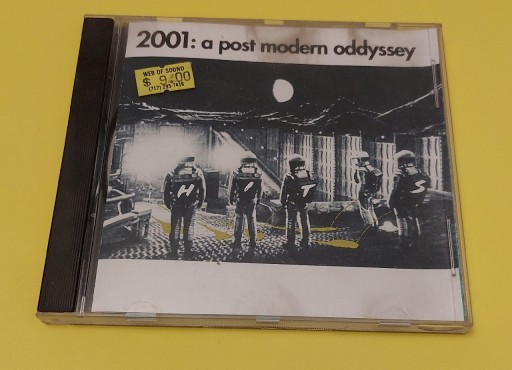 2001: a post modern oddyssey
WEB OF SOUND
$ 9.00
H I T S